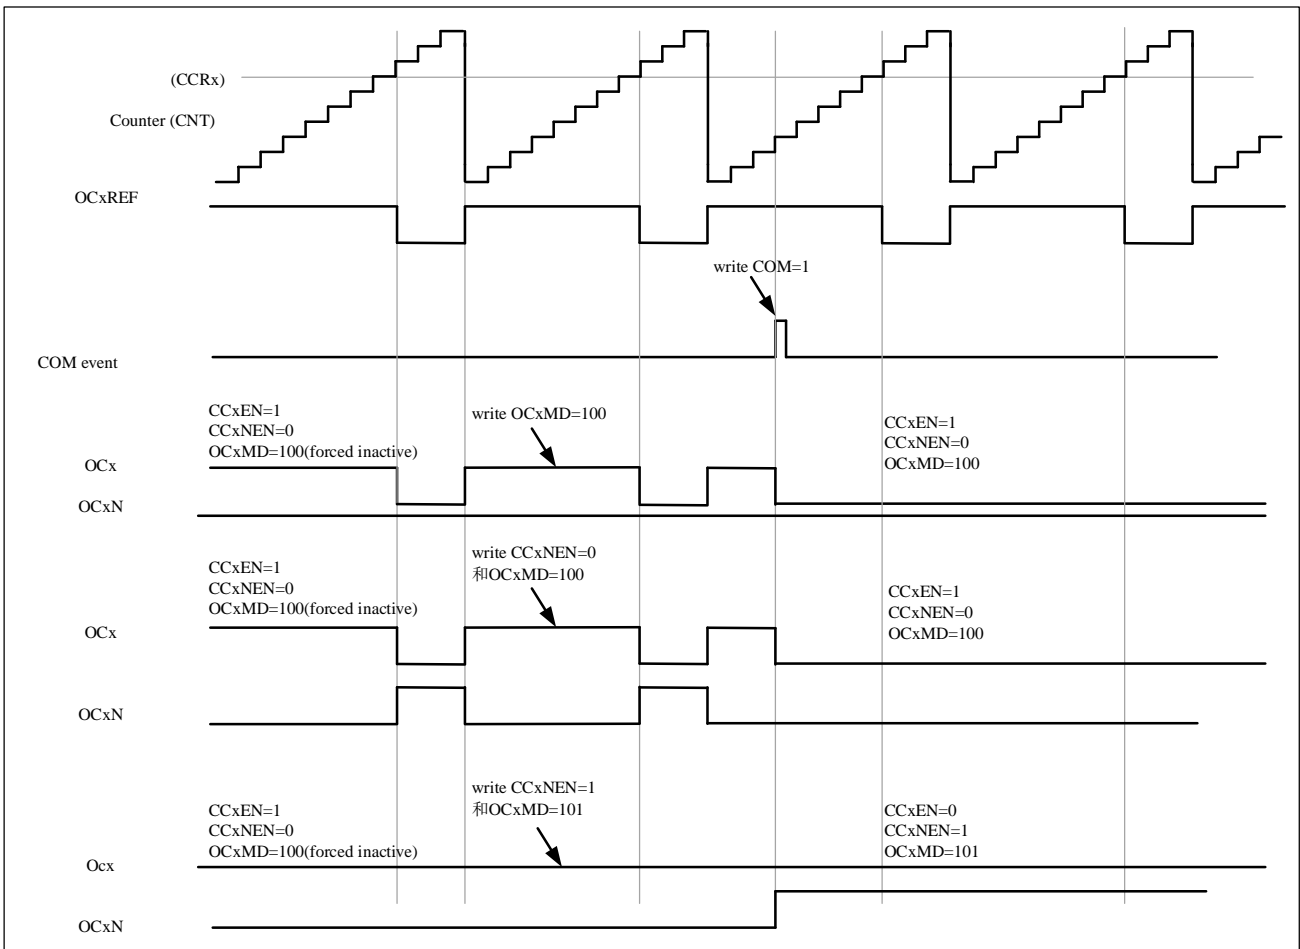 (CCRx)
Counter (CNT)
OCxREF
write COM=1
COM event
CCxEN=1
CCxNEN=0
OCxMD=100(forced inactive)
write OCxMD=100
CCxEN=1
CCxNEN=0
OCxMD=100
OCx
OCxN
CCxEN=1
CCxNEN=0
OCxMD=100(forced inactive)
write CCxNEN=0
和OCxMD=100
CCxEN=1
CCxNEN=0
OCxMD=100
OCx
OCxN
CCxEN=1
CCxNEN=0
OCxMD=100(forced inactive)
write CCxNEN=1
和OCxMD=101
CCxEN=0
CCxNEN=1
OCxMD=101
Ocx
OCxN